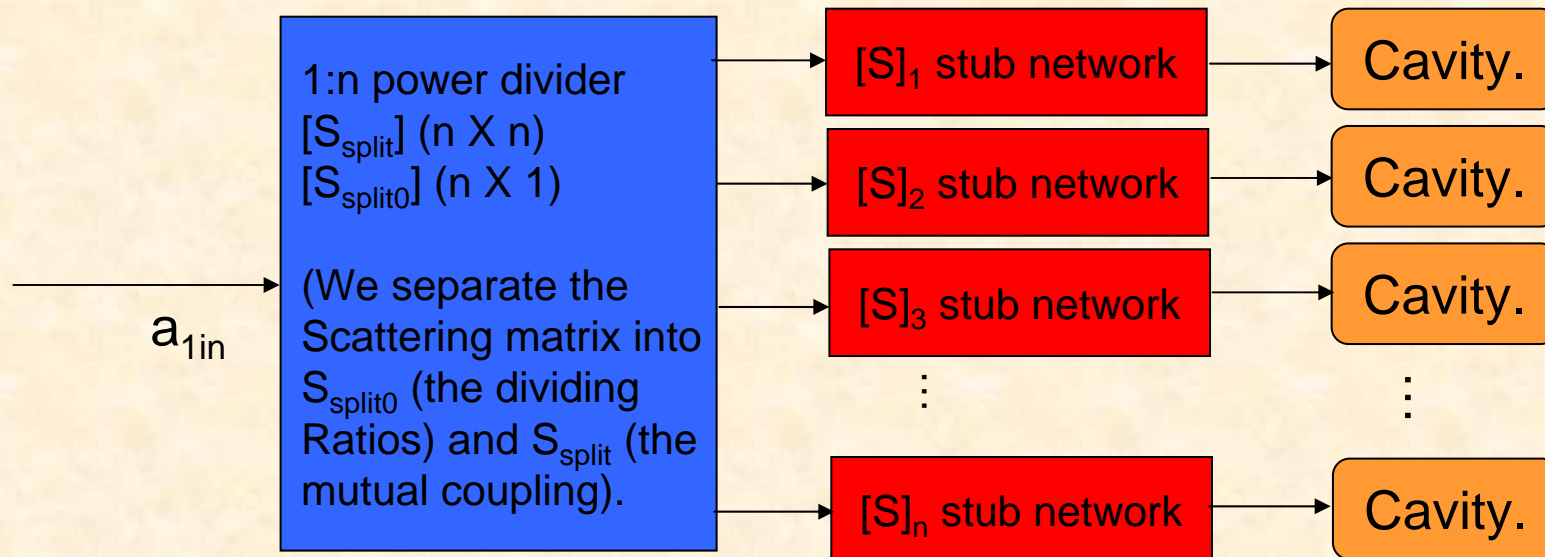 a1in
1:n power divider
[Ssplit] (n X n)
[Ssplit0] (n X 1)
(We separate the
Scattering matrix into
Ssplit0 (the dividing
Ratios) and Ssplit (the
mutual coupling).
[S]1 stub network
Cavity.
[S]2 stub network
Cavity.
[S]3 stub network
Cavity.
⋮
⋮
[S]n stub network
Cavity.